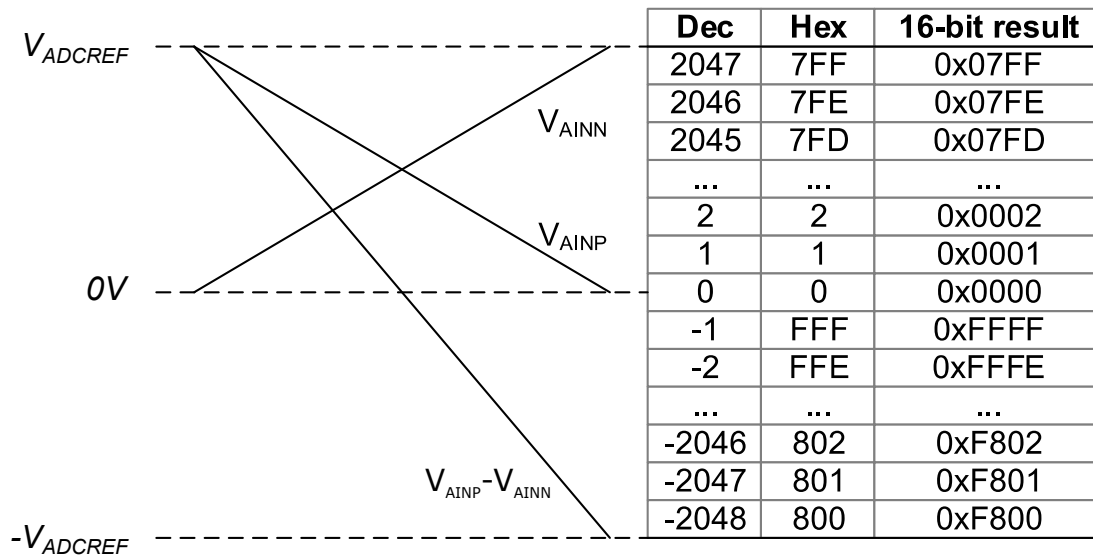 Dec Hex 16-bit result
V_ADCREF
2047 7FF 0x07FF
2046 7FE 0x07FE
V_AINN
2045 7FD 0x07FD
... ... ...
2 2 0x0002
V_AINP
1 1 0x0001
0V
0 0 0x0000
-1 FFF 0xFFFF
-2 FFE 0xFFFE
... ... ...
-2046 802 0xF802
V_AINP-V_AINN
-2047 801 0xF801
-2048 800 0xF800
-V_ADCREF